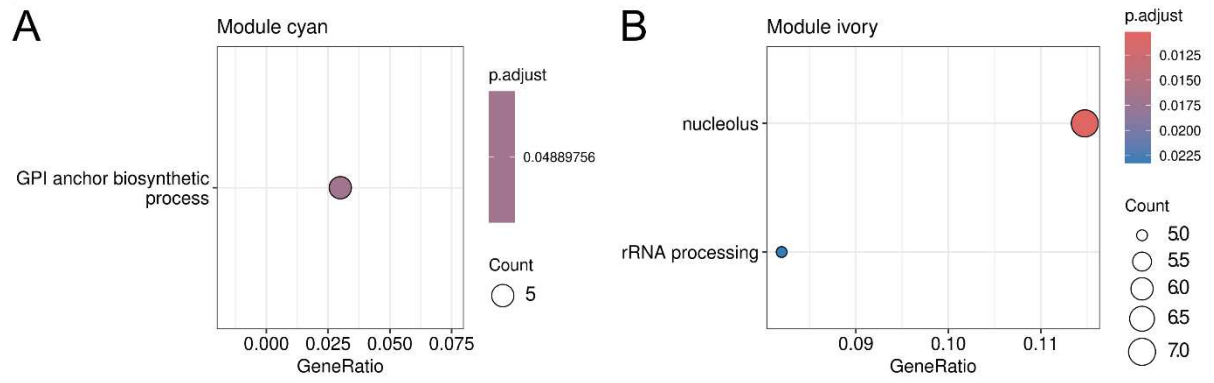 A
Module cyan
GPI anchor biosynthetic
process
0.000 0.025 0.050 0.075
GeneRatio
p.adjust
0.04889756
Count
5
B
Module ivory
nucleolus
rRNA processing
0.09 0.10 0.11
GeneRatio
p.adjust
0.0125
0.0150
0.0175
0.0200
0.0225
Count
5.0
5.5
6.0
6.5
7.0